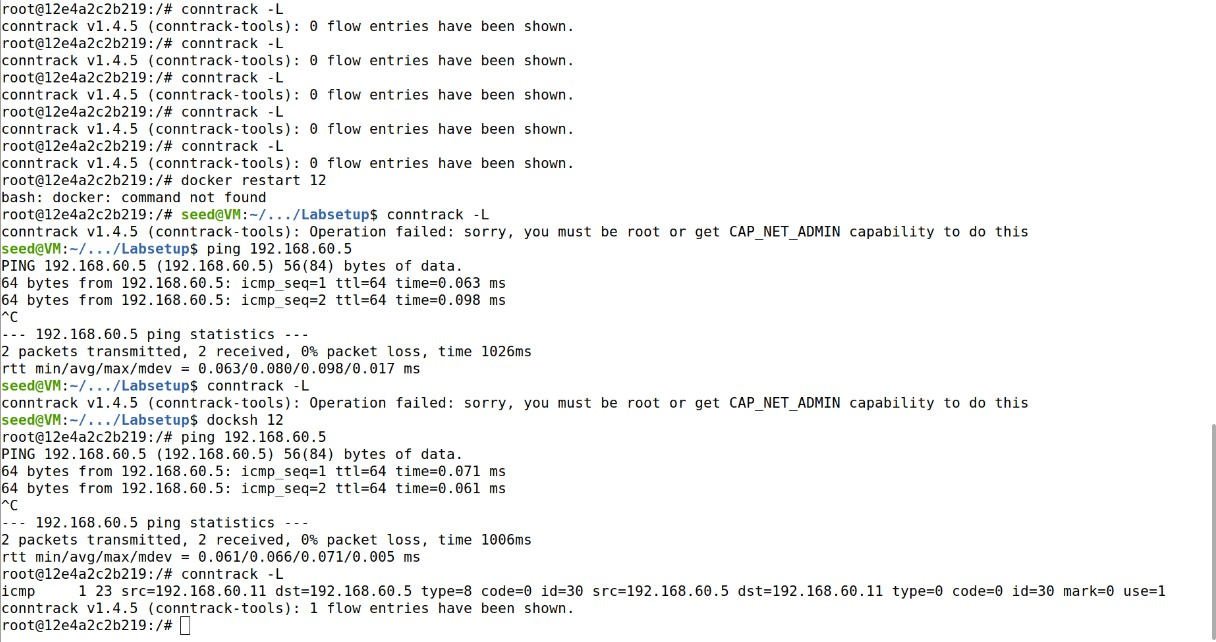 root@12e4a2c2b219:/# conntrack -L
conntrack v1.4.5 (conntrack-tools): 0 flow entries have been shown.
root@12e4a2c2b219:/# conntrack -L
conntrack v1.4.5 (conntrack-tools): 0 flow entries have been shown.
root@12e4a2c2b219:/# conntrack -L
conntrack v1.4.5 (conntrack-tools): 0 flow entries have been shown.
root@12e4a2c2b219:/# conntrack -L
conntrack v1.4.5 (conntrack-tools): 0 flow entries have been shown.
root@12e4a2c2b219:/# conntrack -L
conntrack v1.4.5 (conntrack-tools): 0 flow entries have been shown.
root@12e4a2c2b219:/# docker restart 12
bash: docker: command not found
root@12e4a2c2b219:/# seed@VM:~/.../Labsetup$ conntrack -L
conntrack v1.4.5 (conntrack-tools): Operation failed: sorry, you must be root or get CAP_NET_ADMIN capability to do this
seed@VM:~/.../Labsetup$ ping 192.168.60.5
PING 192.168.60.5 (192.168.60.5) 56(84) bytes of data.
64 bytes from 192.168.60.5: icmp_seq=1 ttl=64 time=0.063 ms
64 bytes from 192.168.60.5: icmp_seq=2 ttl=64 time=0.098 ms
^C
--- 192.168.60.5 ping statistics ---
2 packets transmitted, 2 received, 0% packet loss, time 1026ms
rtt min/avg/max/mdev = 0.063/0.080/0.098/0.017 ms
seed@VM:~/.../Labsetup$ conntrack -L
conntrack v1.4.5 (conntrack-tools): Operation failed: sorry, you must be root or get CAP_NET_ADMIN capability to do this
seed@VM:~/.../Labsetup$ docksh 12
root@12e4a2c2b219:/# ping 192.168.60.5
PING 192.168.60.5 (192.168.60.5) 56(84) bytes of data.
64 bytes from 192.168.60.5: icmp_seq=1 ttl=64 time=0.071 ms
64 bytes from 192.168.60.5: icmp_seq=2 ttl=64 time=0.061 ms
^C
--- 192.168.60.5 ping statistics ---
2 packets transmitted, 2 received, 0% packet loss, time 1006ms
rtt min/avg/max/mdev = 0.061/0.066/0.071/0.005 ms
root@12e4a2c2b219:/# conntrack -L
icmp     1 23 src=192.168.60.11 dst=192.168.60.5 type=8 code=0 id=30 src=192.168.60.5 dst=192.168.60.11 type=0 code=0 id=30 mark=0 use=1
conntrack v1.4.5 (conntrack-tools): 1 flow entries have been shown.
root@12e4a2c2b219:/#